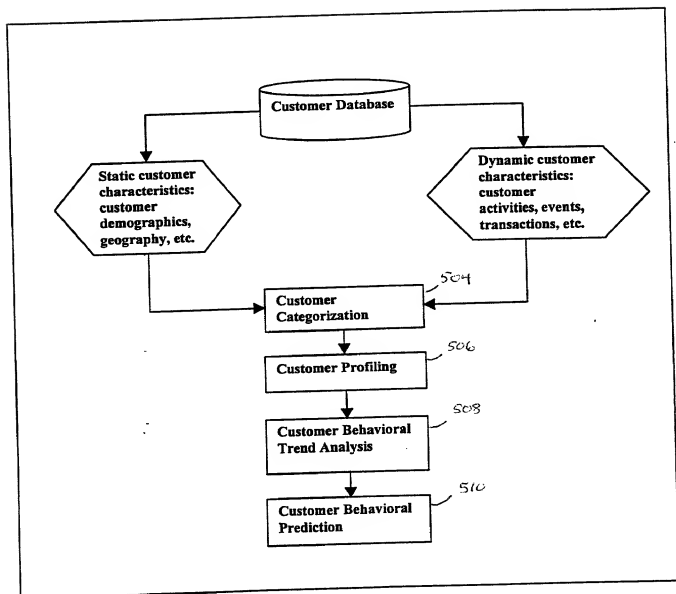 Customer Database
Static customer
characteristics:
customer
demographics,
geography, etc.
Dynamic customer
characteristics:
customer
activities, events,
transactions, etc.
504
Customer
Categorization
506
Customer Profiling
508
Customer Behavioral
Trend Analysis
510
Customer Behavioral
Prediction